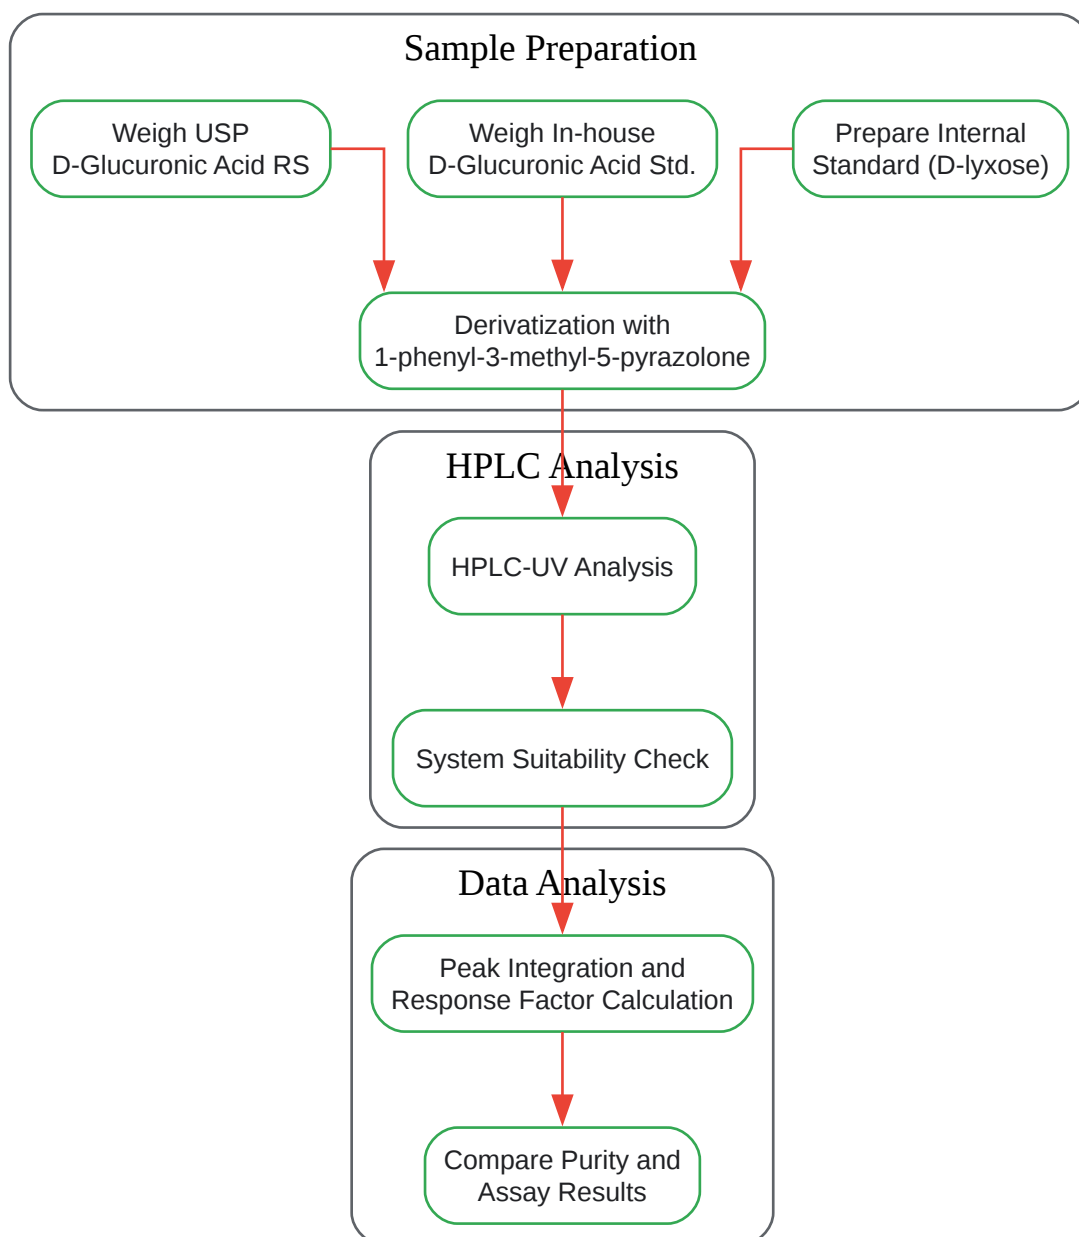 Sample Preparation
Weigh USP
D-Glucuronic Acid RS
Weigh In-house
D-Glucuronic Acid Std.
Prepare Internal
Standard (D-lyxose)
Derivatization with
1-phenyl-3-methyl-5-pyrazolone
HPLC Analysis
HPLC-UV Analysis
System Suitability Check
Data Analysis
Peak Integration and
Response Factor Calculation
Compare Purity and
Assay Results